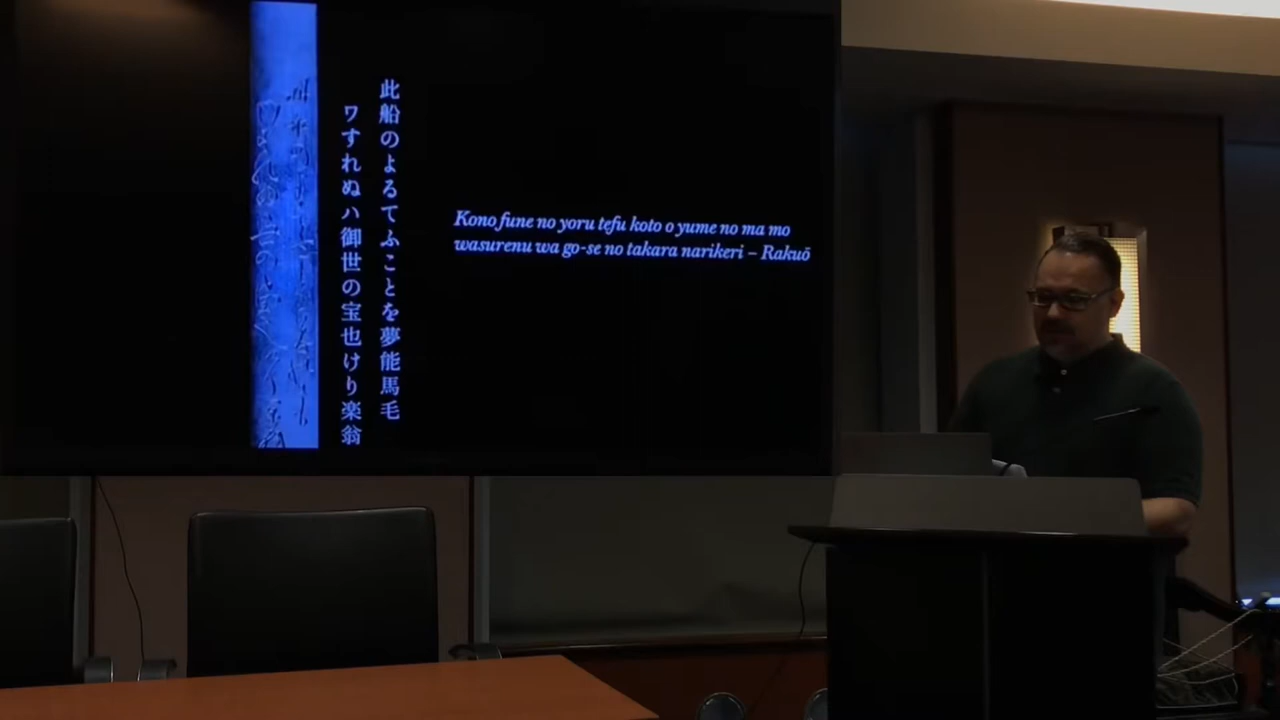 此船のよるてふことを夢能馬毛
ワすれぬハ御世の宝也けり楽翁
Kono fune no yoru tefu koto o yume no ma mo
wasurenu wa go-se no takara narikeri – Rakuō